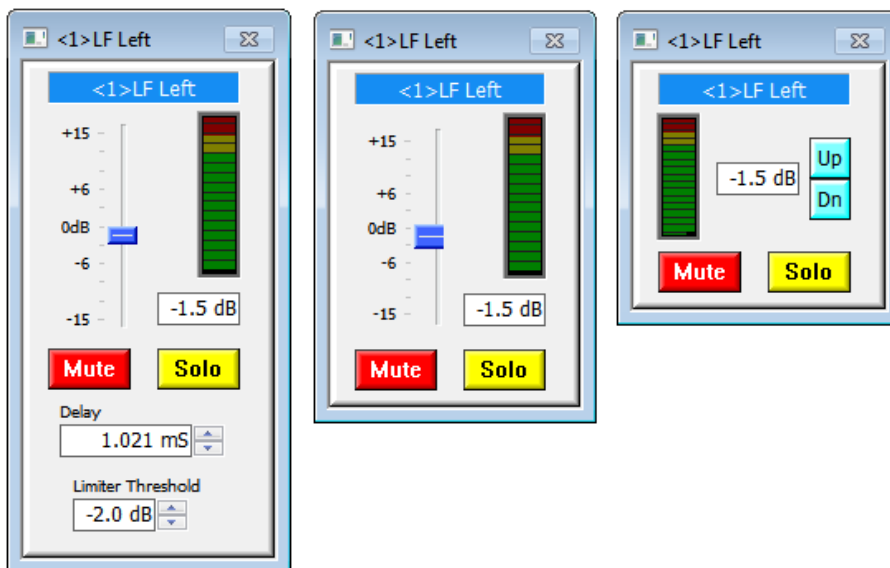 <1>LF Left
<1>LF Left
+15
+6
0dB
-6
-15
-1.5 dB
Mute Solo
Delay
1.021 mS
Limiter Threshold
-2.0 dB
<1>LF Left
<1>LF Left
+15
+6
0dB
-6
-15
-1.5 dB
Mute Solo
<1>LF Left
<1>LF Left
-1.5 dB
Up
Dn
Mute Solo